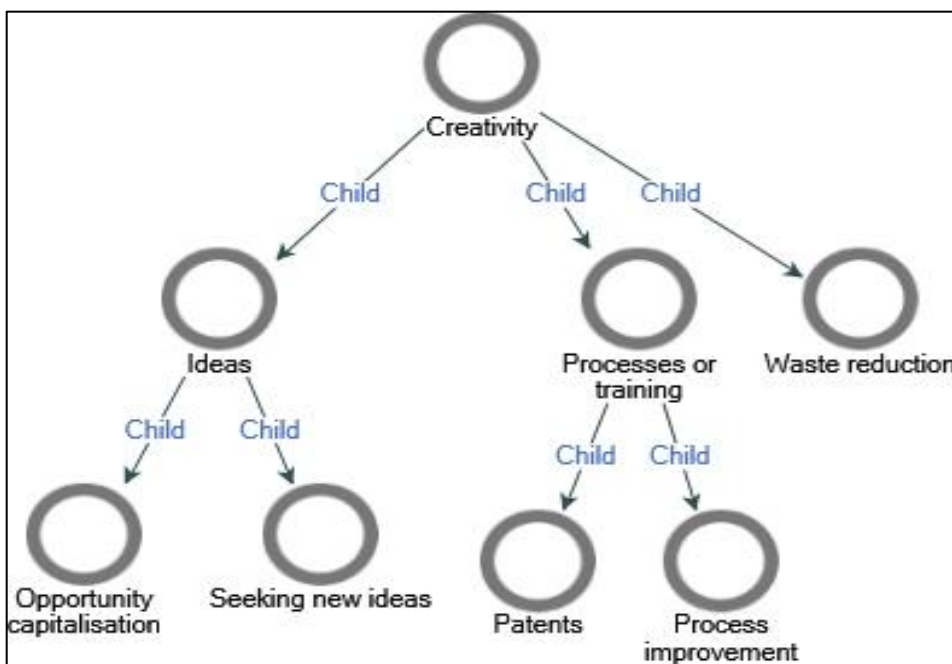 Creativity
Child
Child
Child
Ideas
Processes or
training
Waste reduction
Child
Child
Child
Child
Opportunity
capitalisation
Seeking new ideas
Patents
Process
improvement